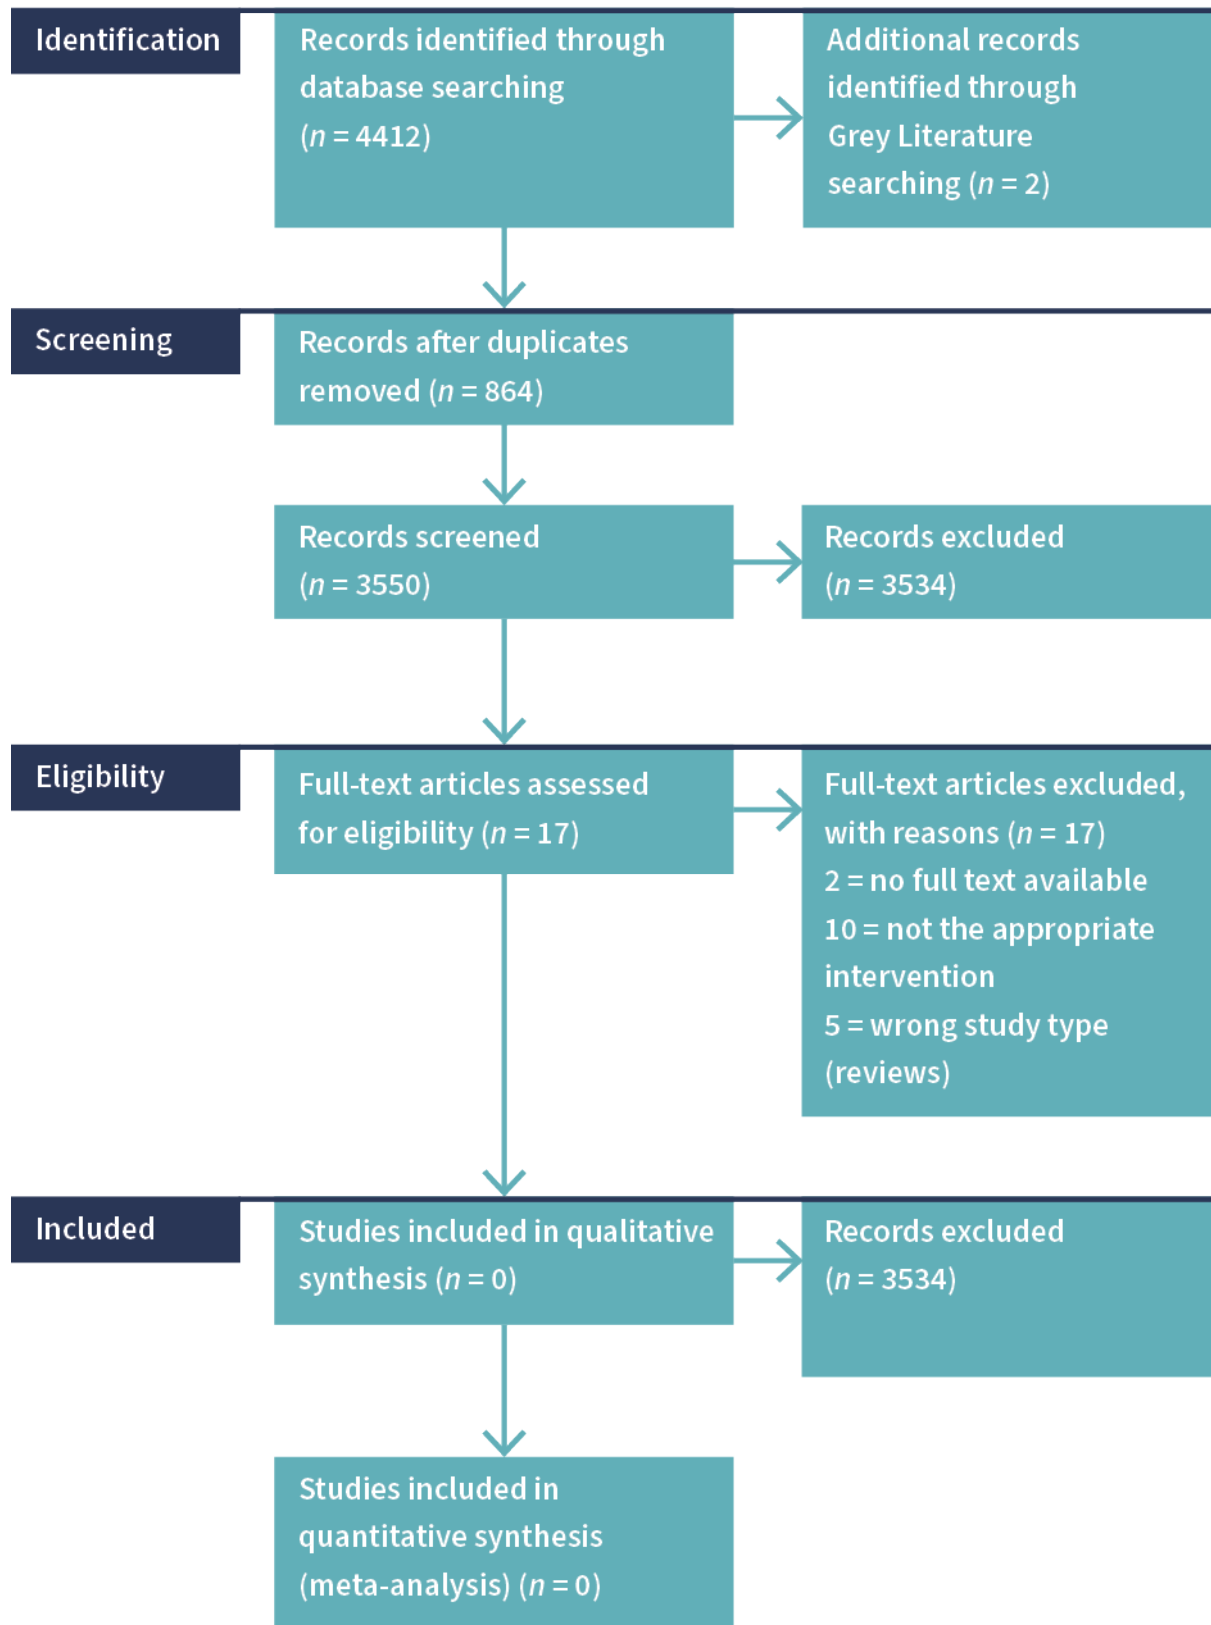 Identification
Records identified through
database searching
(n = 4412)
Additional records
identified through
Grey Literature
searching (n = 2)
Screening
Records after duplicates
removed (n = 864)
Records screened
(n = 3550)
Records excluded
(n = 3534)
Eligibility
Full-text articles assessed
for eligibility (n = 17)
Full-text articles excluded,
with reasons (n = 17)
2 = no full text available
10 = not the appropriate
intervention
5 = wrong study type
(reviews)
Included
Studies included in qualitative
synthesis (n = 0)
Records excluded
(n = 3534)
Studies included in
quantitative synthesis
(meta-analysis) (n = 0)